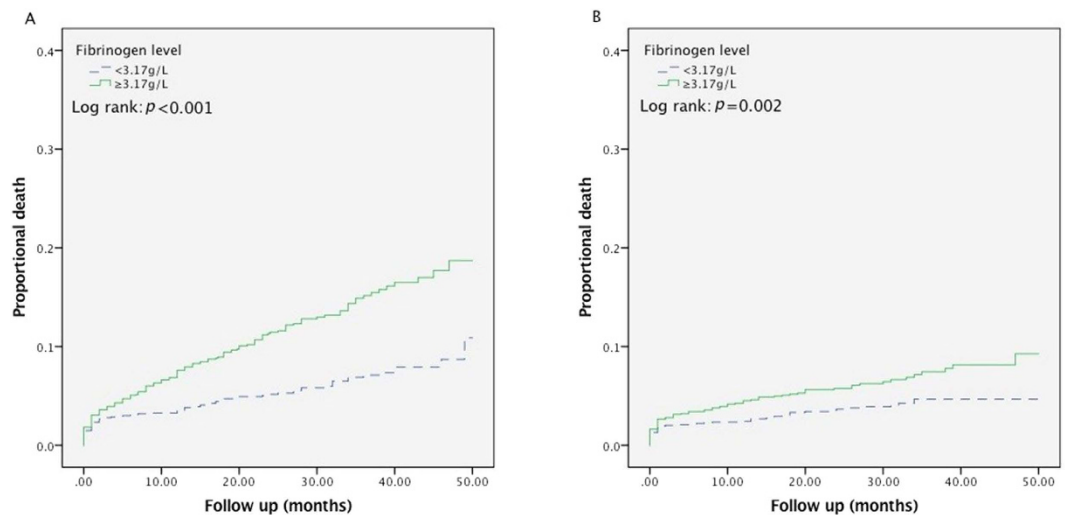 A
Fibrinogen level
<3.17g/L
≥3.17g/L
Log rank: p<0.001
0.4
0.3
0.2
0.1
0.0
Proportional death
.00 10.00 20.00 30.00 40.00 50.00
Follow up (months)
B
Fibrinogen level
<3.17g/L
≥3.17g/L
Log rank: p=0.002
0.4
0.3
0.2
0.1
0.0
Proportional death
.00 10.00 20.00 30.00 40.00 50.00
Follow up (months)